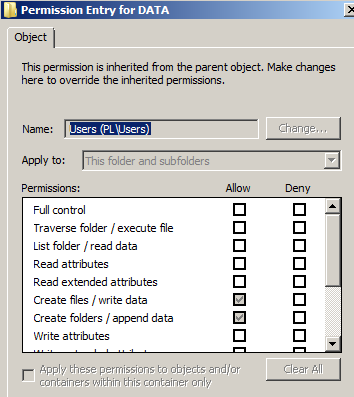 Permission Entry for DATA
Object
This permission is inherited from the parent object. Make changes
here to override the inherited permissions.
Name: Users (PL\Users) Change...
Apply to: This folder and subfolders
Permissions: Allow Deny
Full control
Traverse folder / execute file
List folder / read data
Read attributes
Read extended attributes
Create files / write data
Create folders / append data
Write attributes
Apply these permissions to objects and/or
containers within this container only
Clear All